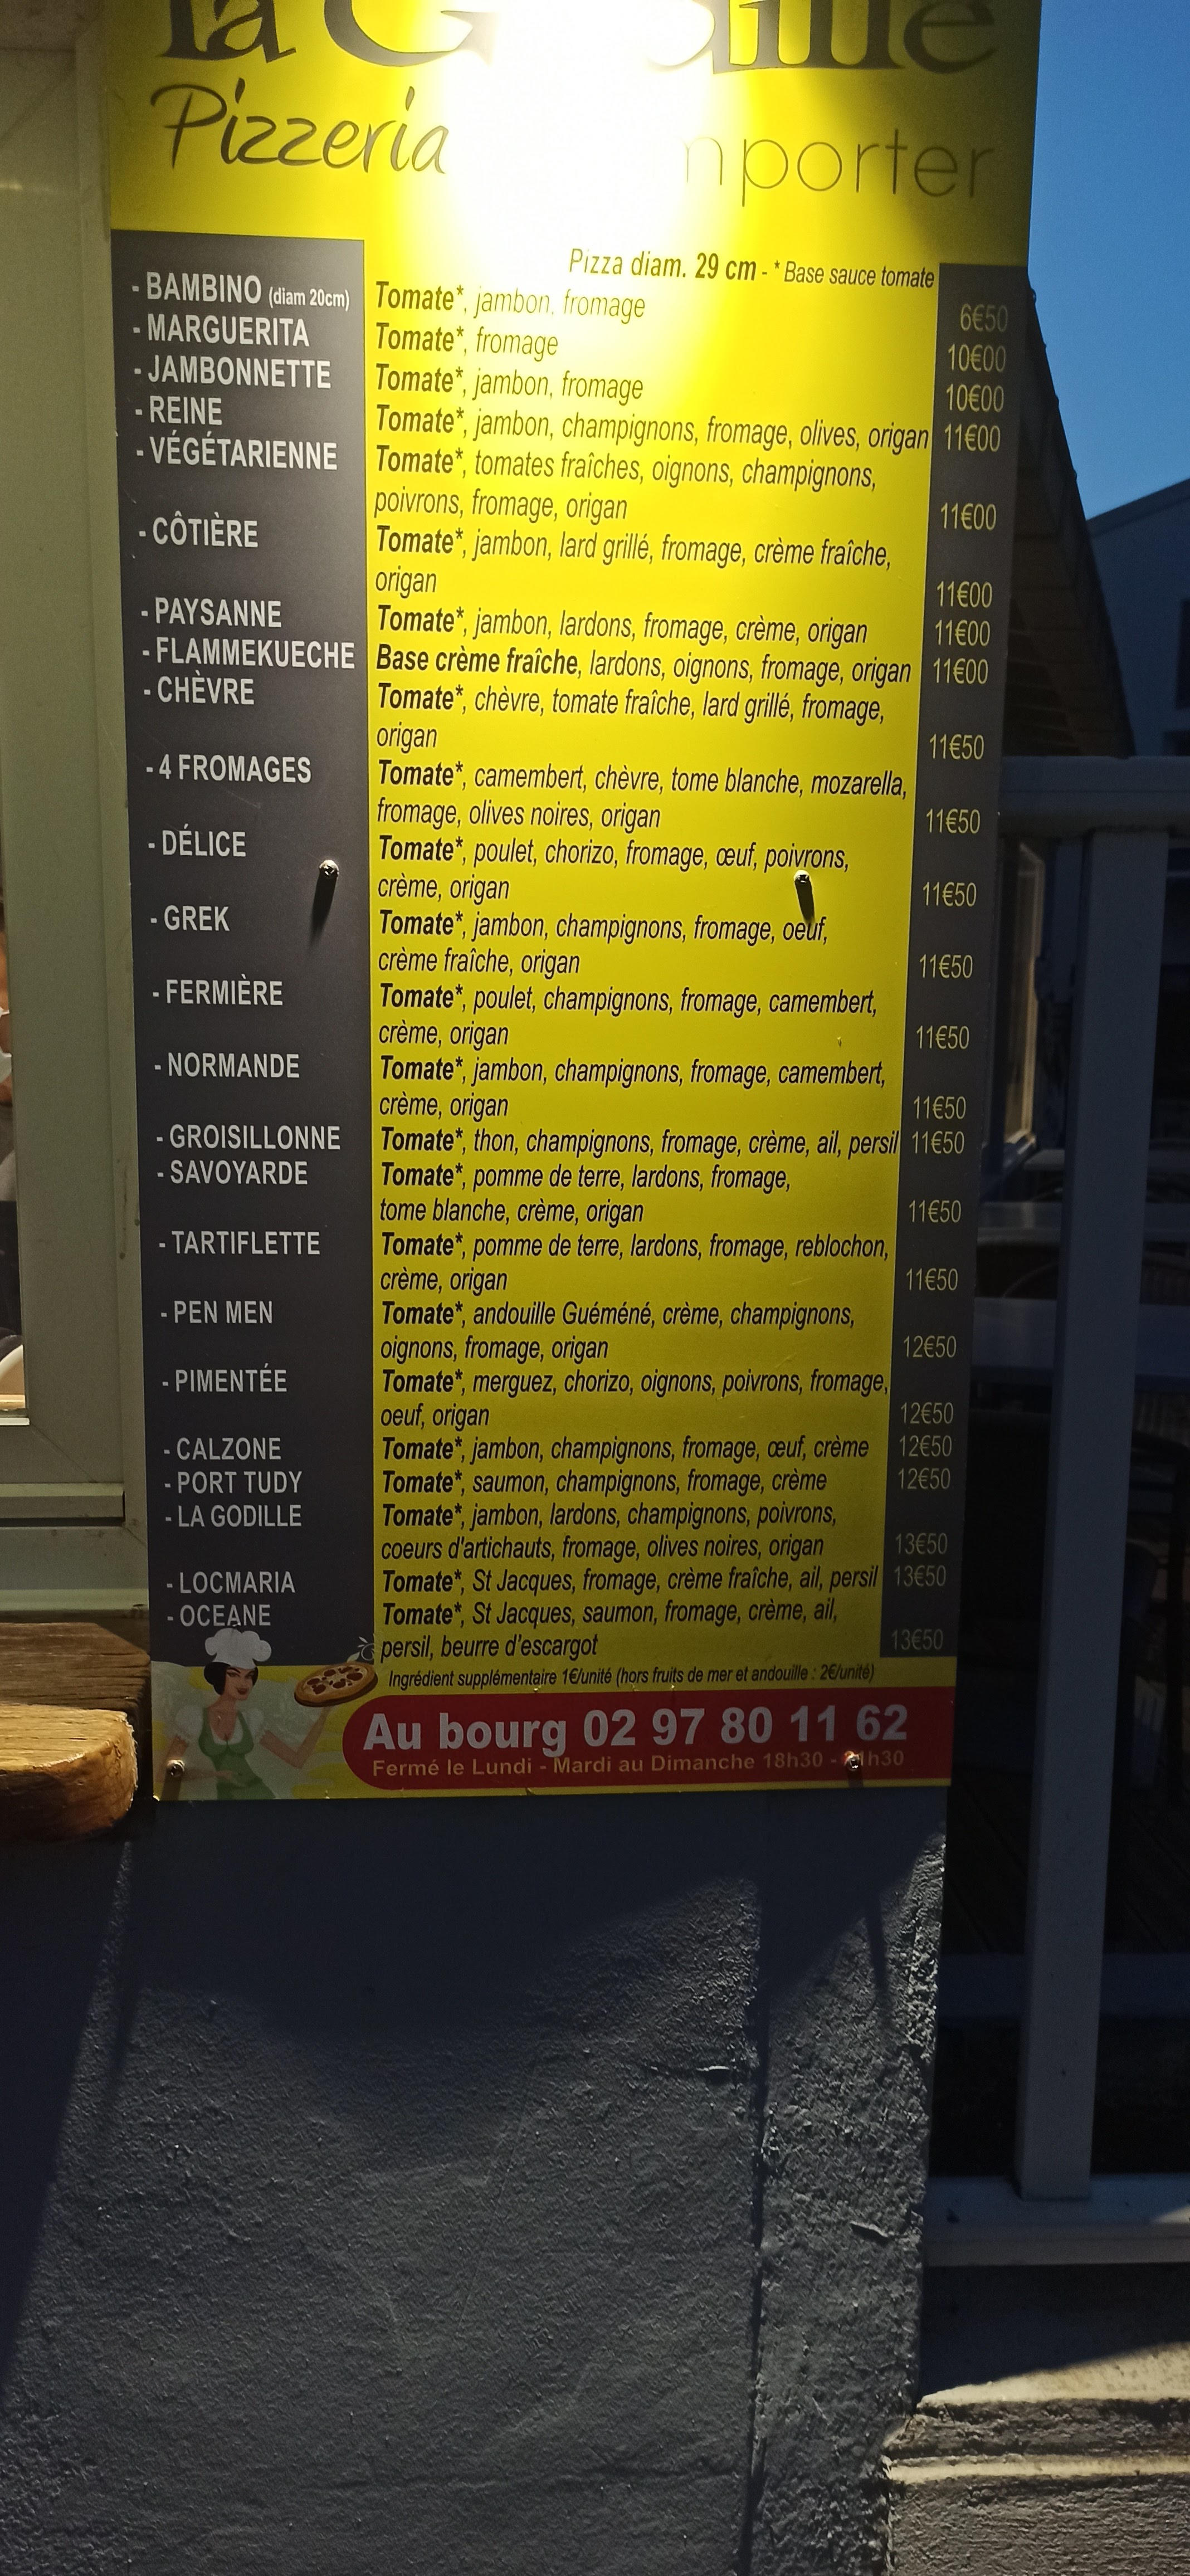 la G
Pizzeria
porter
Pizza diam. 29 cm - * Base sauce tomate
- BAMBINO (diam 20cm) Tomate*, jambon, fromage 6€50
- MARGUERITA Tomate*, fromage 10€00
- JAMBONNETTE Tomate*, jambon, fromage 10€00
- REINE Tomate*, jambon, champignons, fromage, olives, origan 11€00
- VÉGÉTARIENNE Tomate*, tomates fraîches, oignons, champignons,
poivrons, fromage, origan 11€00
- CÔTIÈRE Tomate*, jambon, lard grillé, fromage, crème fraîche,
origan 11€00
- PAYSANNE Tomate*, jambon, lardons, fromage, crème, origan 11€00
- FLAMMEKUECHE Base crème fraîche, lardons, oignons, fromage, origan 11€00
- CHÈVRE Tomate*, chèvre, tomate fraîche, lard grillé, fromage,
origan 11€50
- 4 FROMAGES Tomate*, camembert, chèvre, tome blanche, mozarella,
fromage, olives noires, origan 11€50
- DÉLICE Tomate*, poulet, chorizo, fromage, œuf, poivrons,
crème, origan 11€50
- GREK Tomate*, jambon, champignons, fromage, oeuf,
crème fraîche, origan 11€50
- FERMIÈRE Tomate*, poulet, champignons, fromage, camembert,
crème, origan 11€50
- NORMANDE Tomate*, jambon, champignons, fromage, camembert,
crème, origan 11€50
- GROISILLONNE Tomate*, thon, champignons, fromage, crème, ail, persil 11€50
- SAVOYARDE Tomate*, pomme de terre, lardons, fromage,
tome blanche, crème, origan 11€50
- TARTIFLETTE Tomate*, pomme de terre, lardons, fromage, reblochon,
crème, origan 11€50
- PEN MEN Tomate*, andouille Guéméné, crème, champignons,
oignons, fromage, origan 12€50
- PIMENTÉE Tomate*, merguez, chorizo, oignons, poivrons, fromage,
oeuf, origan 12€50
- CALZONE Tomate*, jambon, champignons, fromage, œuf, crème 12€50
- PORT TUDY Tomate*, saumon, champignons, fromage, crème 12€50
- LA GODILLE Tomate*, jambon, lardons, champignons, poivrons,
coeurs d'artichauts, fromage, olives noires, origan 13€50
- LOCMARIA Tomate*, St Jacques, fromage, crème fraîche, ail, persil 13€50
- OCEANE Tomate*, St Jacques, saumon, fromage, crème, ail,
persil, beurre d'escargot 13€50
Ingrédient supplémentaire 1€/unité (hors fruits de mer et andouille : 2€/unité)
Au bourg 02 97 80 11 62
Fermé le Lundi - Mardi au Dimanche 18h30 -